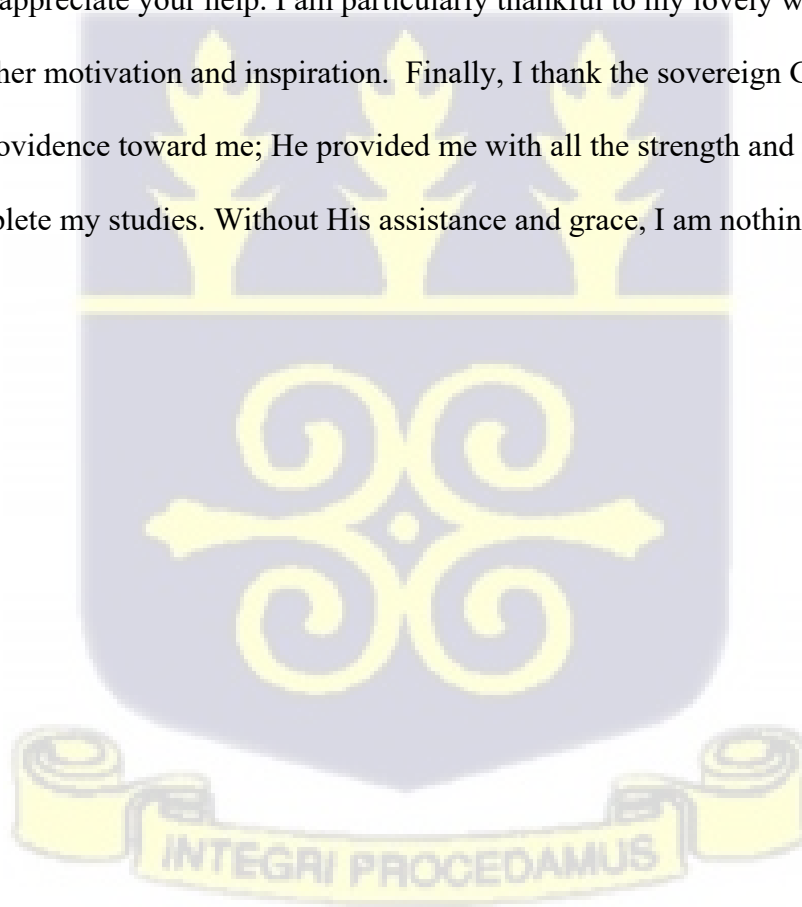 appreciate your help. I am particularly thankful to my lovely w
her motivation and inspiration.  Finally, I thank the sovereign
ovidence toward me; He provided me with all the strength and
plete my studies. Without His assistance and grace, I am nothin
INTEGRI PROCEDAMUS